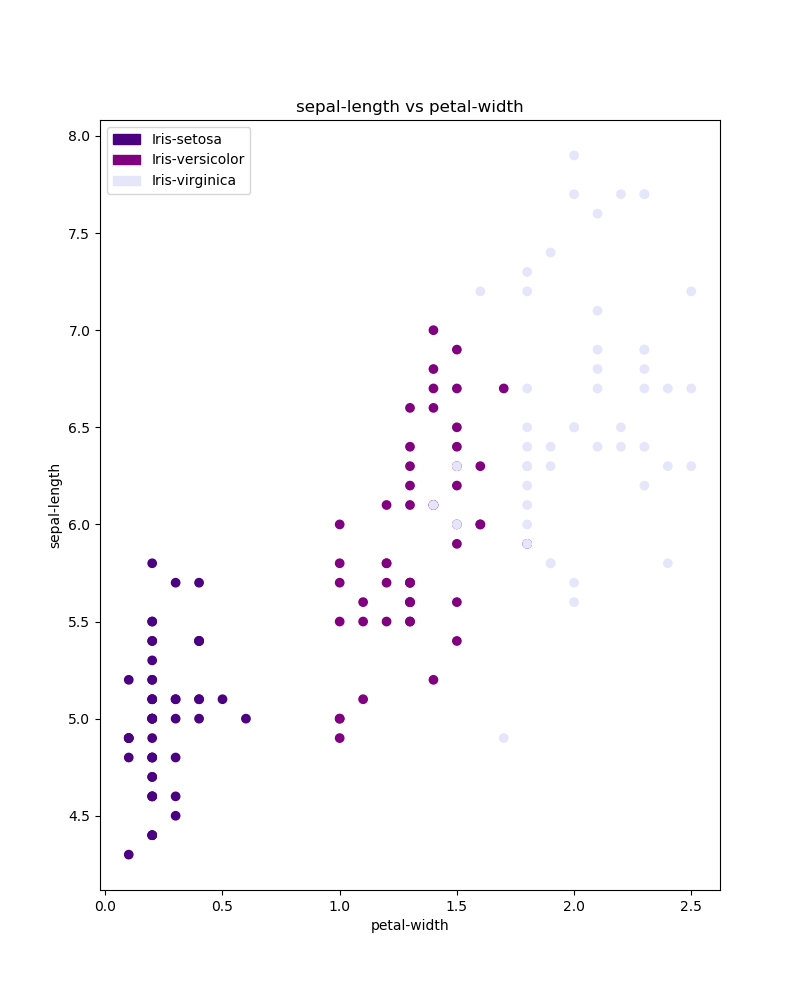 sepal-length vs petal-width
Iris-setosa
Iris-versicolor
Iris-virginica
8.0
7.5
7.0
6.5
6.0
5.5
5.0
4.5
sepal-length
0.0 0.5 1.0 1.5 2.0 2.5
petal-width